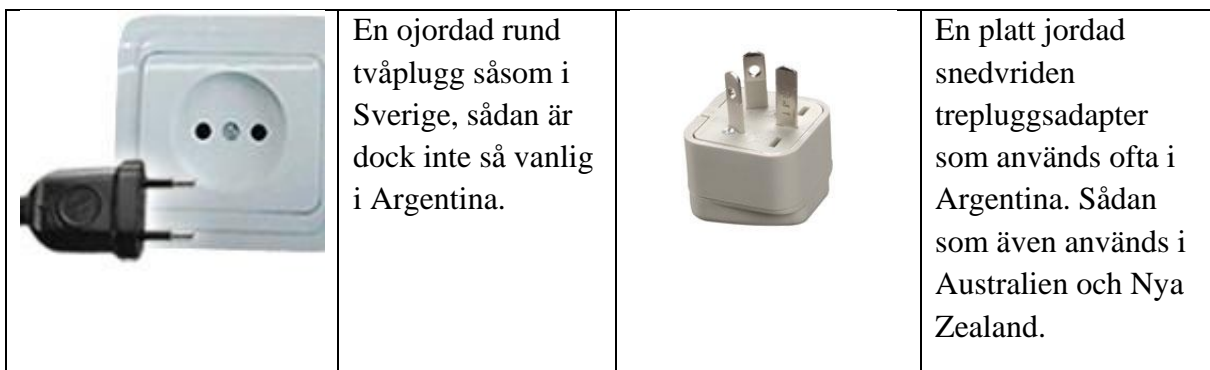 En ojordad rund
tvåplugg såsom i
Sverige, sådan är
dock inte så vanlig
i Argentina.
En platt jordad
snedvriden
trepluggsadapter
som används ofta i
Argentina. Sådan
som även används i
Australien och Nya
Zealand.